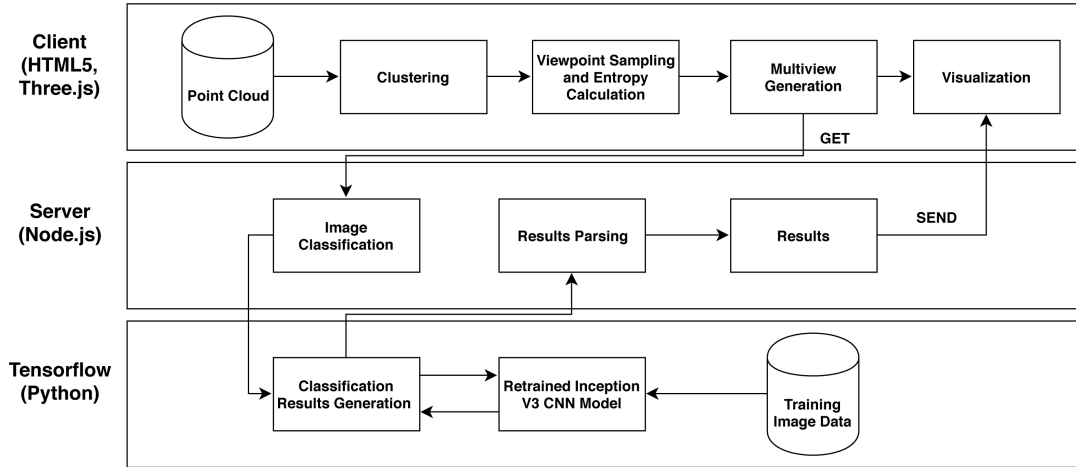 Client
(HTML5,
Three.js)
Point Cloud
Clustering
Viewpoint Sampling
and Entropy
Calculation
Multiview
Generation
Visualization
GET
Server
(Node.js)
Image
Classification
Results Parsing
Results
SEND
Tensorflow
(Python)
Classification
Results Generation
Retrained Inception
V3 CNN Model
Training
Image Data